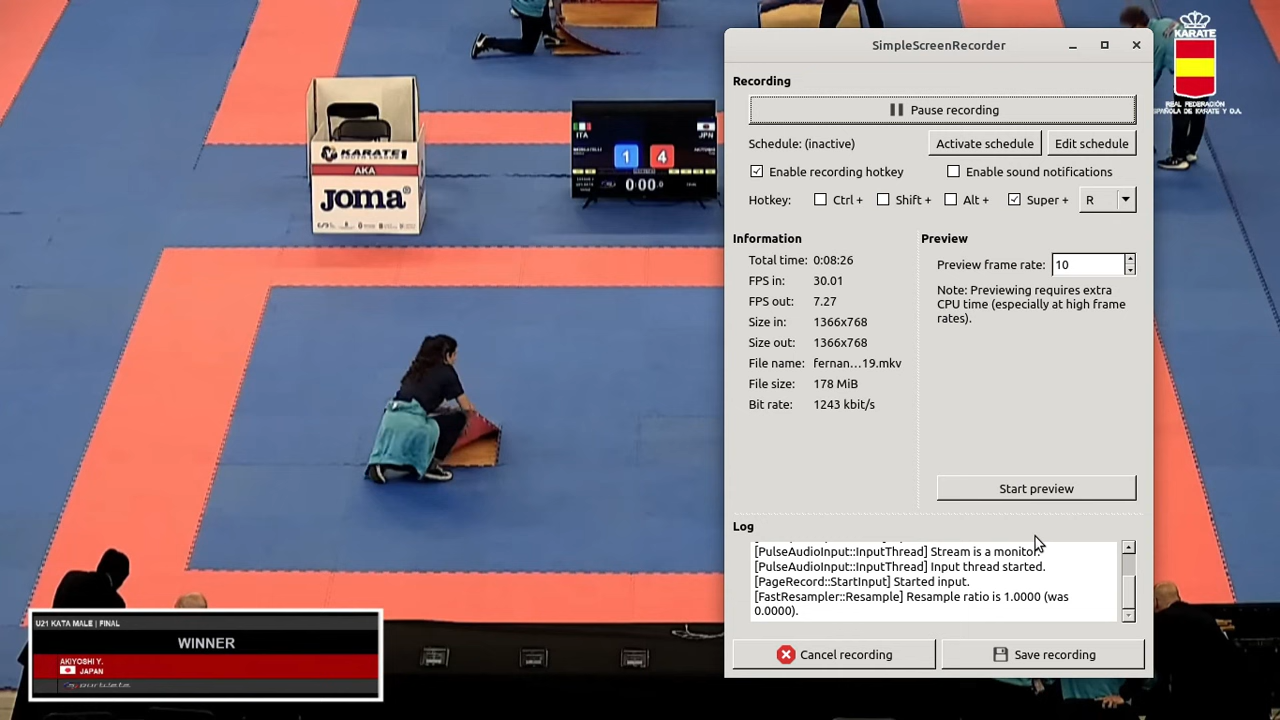 SimpleScreenRecorder
Recording
Pause recording
Schedule: (inactive)
Activate schedule
Edit schedule
Enable recording hotkey
Enable sound notifications
Hotkey:
Ctrl +
Shift +
Alt +
Super +
R
Information
Total time: 0:08:26
FPS in: 30.01
FPS out: 7.27
Size in: 1366x768
Size out: 1366x768
File name: fernan...19.mkv
File size: 178 MiB
Bit rate: 1243 kbit/s
Preview
Preview frame rate: 10
Note: Previewing requires extra
CPU time (especially at high frame
rates).
Start preview
Log
[PulseAudioInput::InputThread] Stream is a monitor.
[PulseAudioInput::InputThread] Input thread started.
[PageRecord::StartInput] Started input.
[FastResampler::Resample] Resample ratio is 1.0000 (was
0.0000).
Cancel recording
Save recording
KARATE
REAL FEDERACIÓN
ESPAÑOLA DE KARATE Y D.A.
KARATE1
AKA
JOMA®
ITA
JPN
1
4
0:00.0
U21 KATA MALE | FINAL
WINNER
AKIYOSHI Y.
JAPAN